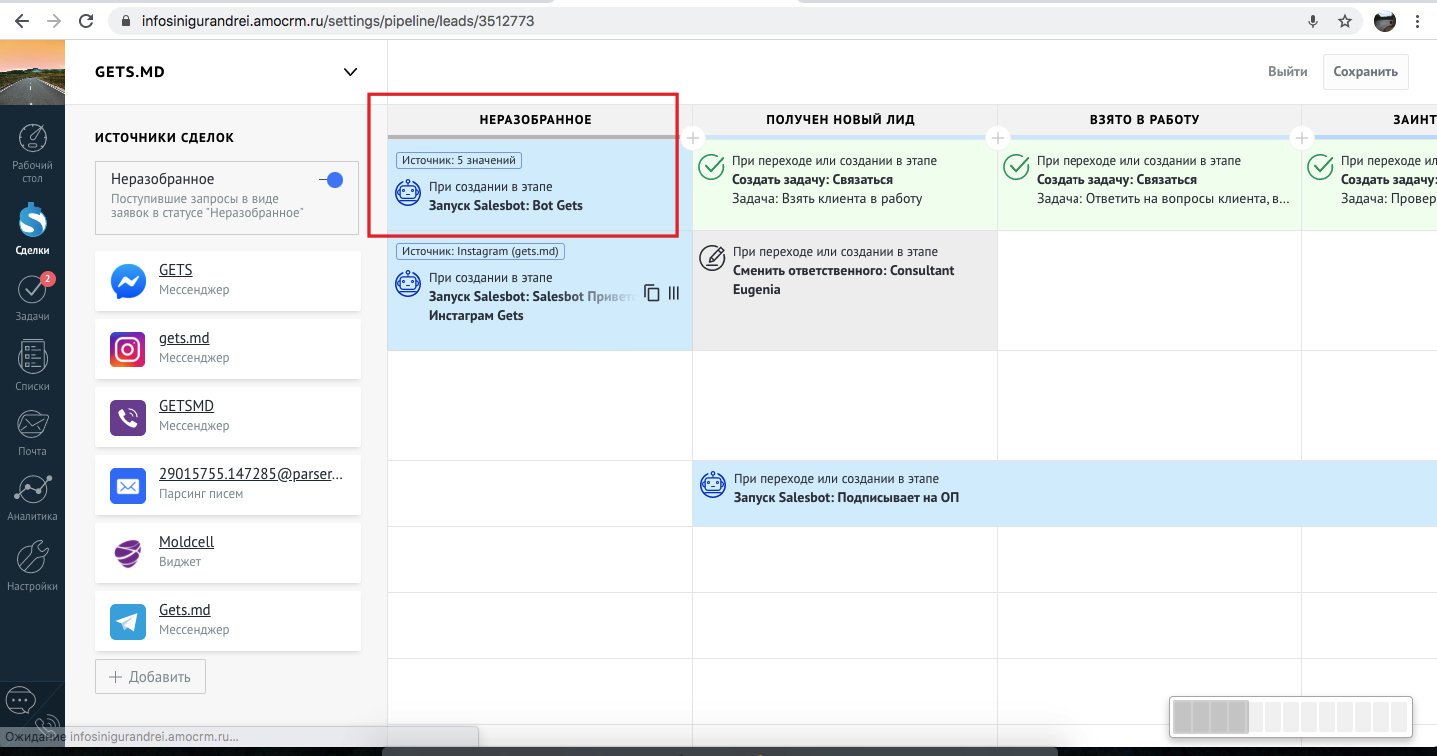 infosinigurandrei.amocrm.ru/settings/pipeline/leads/3512773
GETS.MD
Выйти
Сохранить
Рабочий
стол
Сделки
2
Задачи
Списки
Почта
Аналитика
Настройки
ИСТОЧНИКИ СДЕЛОК
Неразобранное
Поступившие запросы в виде
заявок в статусе "Неразобранное"
GETS
Мессенджер
gets.md
Мессенджер
GETSMD
Мессенджер
29015755.147285@parser...
Парсинг писем
Moldcell
Виджет
Gets.md
Мессенджер
Добавить
НЕРАЗОБРАННОЕ
Источник: 5 значений
При создании в этапе
Запуск Salesbot: Bot Gets
Источник: Instagram (gets.md)
При создании в этапе
Запуск Salesbot: Salesbot Привет
Инстаграм Gets
ПОЛУЧЕН НОВЫЙ ЛИД
При переходе или создании в этапе
Создать задачу: Связаться
Задача: Взять клиента в работу
При переходе или создании в этапе
Сменить ответственного: Consultant
Eugenia
При переходе или создании в этапе
Запуск Salesbot: Подписывает на ОП
ВЗЯТО В РАБОТУ
При переходе или создании в этапе
Создать задачу: Связаться
Задача: Ответить на вопросы клиента, в...
ЗАИНТ
При переходе ил
Создать задачу:
Задача: Провер
Ожидание infosinigurandrei.amocrm.ru...